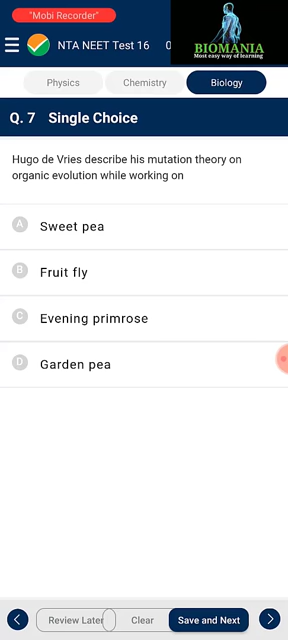 "Mobi Recorder"
NTA NEET Test 16
0
BIOMANIA
Most easy way of learning
Physics
Chemistry
Biology
Q. 7 Single Choice
Hugo de Vries describe his mutation theory on
organic evolution while working on
A Sweet pea
B Fruit fly
C Evening primrose
D Garden pea
Review Later
Clear
Save and Next